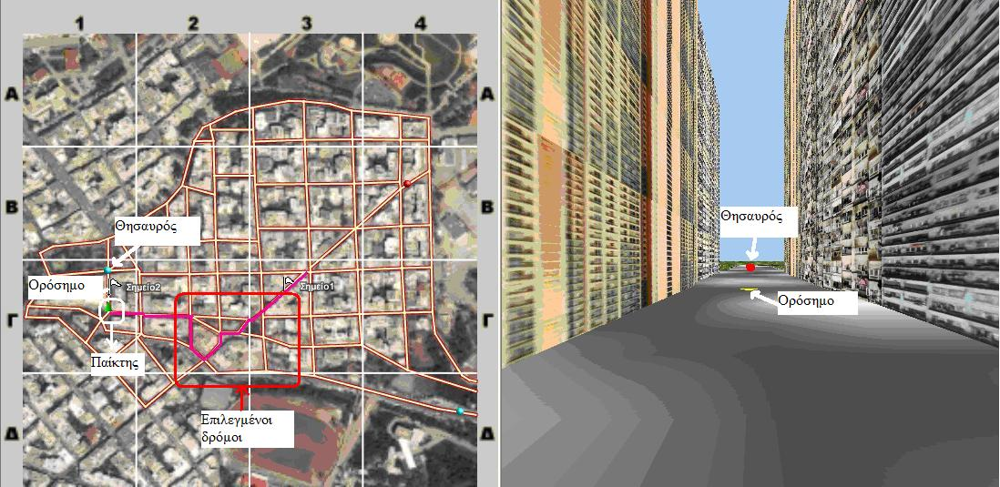 1 2 3 4
A A
B B
Γ Γ
Δ Δ
Θησαυρός
Ορόσημο
Σημείο2
Σημείο1
Παίκτης
Επιλεγμένοι
δρόμοι
Θησαυρός
Ορόσημο